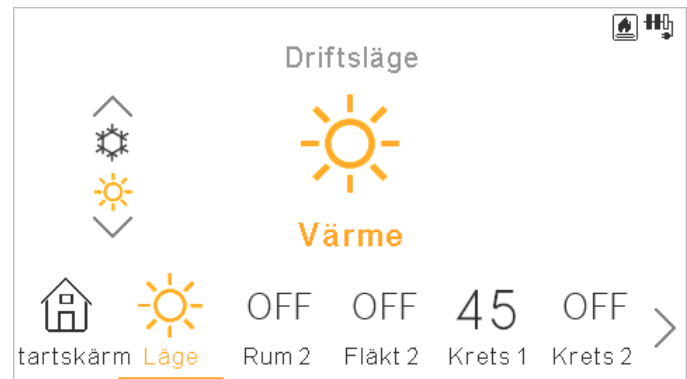 Driftsläge
Värme
OFF OFF 45 OFF
tartskärm Läge Rum 2 Fläkt 2 Krets 1 Krets 2